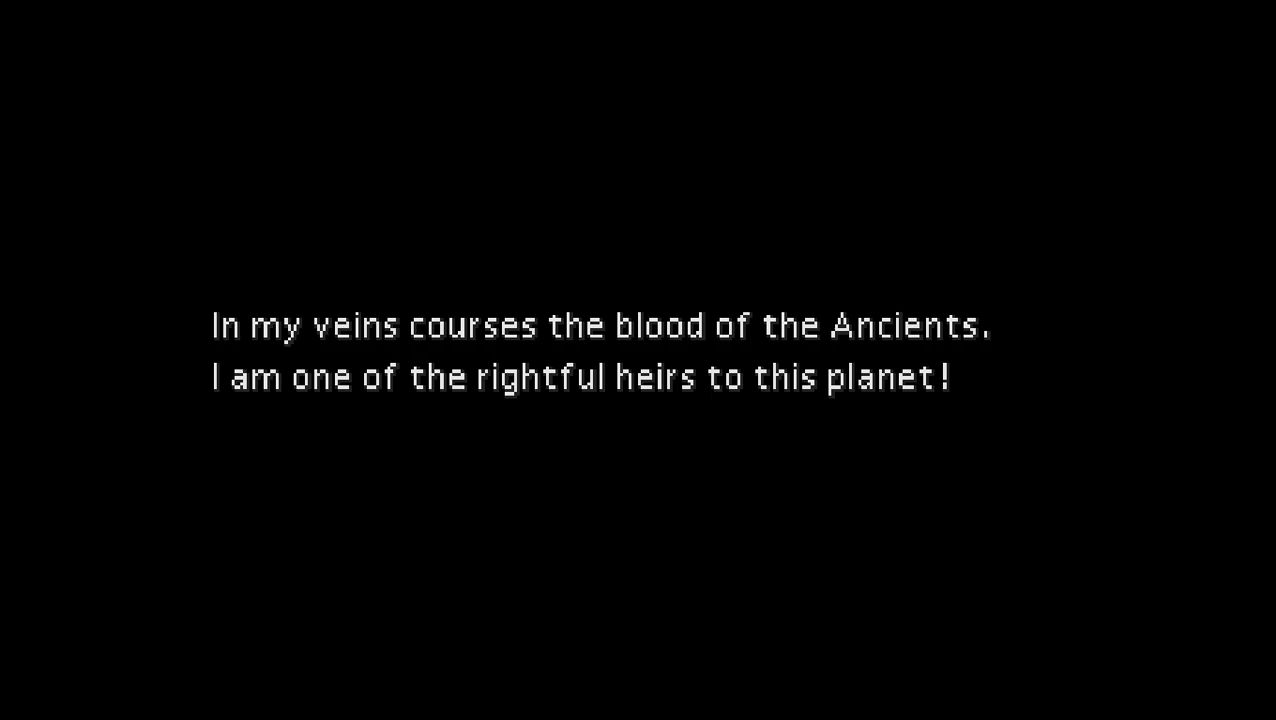 In my veins courses the blood of the Ancients.
I am one of the rightful heirs to this planet!